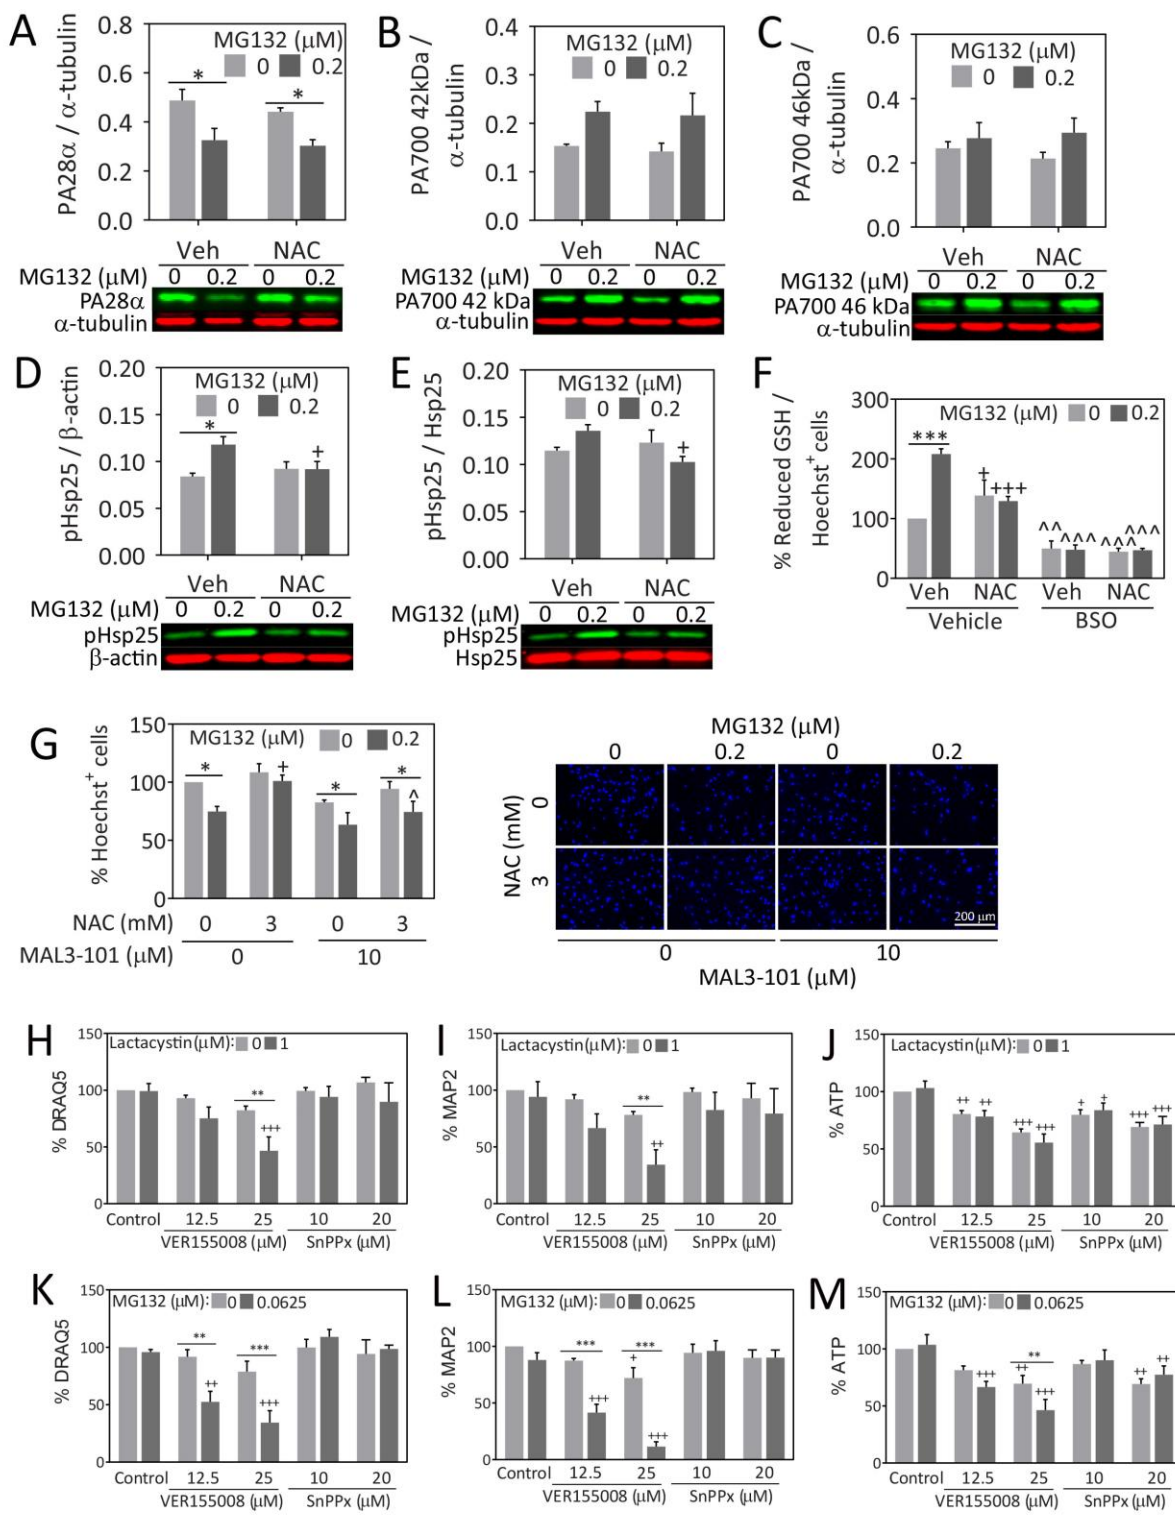 A
PA28α / α-tubulin
0.8
0.6
0.4
0.2
0.0
MG132 (μM)
0 0.2
* *
Veh NAC
MG132 (μM) 0 0.2 0 0.2
PA28α
α-tubulin
B
PA700 42kDa / α-tubulin
0.4
0.3
0.2
0.1
0.0
MG132 (μM)
0 0.2
Veh NAC
MG132 (μM) 0 0.2 0 0.2
PA700 42 kDa
α-tubulin
C
PA700 46kDa / α-tubulin
0.6
0.4
0.2
0.0
MG132 (μM)
0 0.2
Veh NAC
MG132 (μM) 0 0.2 0 0.2
PA700 46 kDa
α-tubulin
D
pHsp25 / β-actin
0.20
0.15
0.10
0.05
0.00
MG132 (μM)
0 0.2
* +
Veh NAC
MG132 (μM) 0 0.2 0 0.2
pHsp25
β-actin
E
pHsp25 / Hsp25
0.20
0.15
0.10
0.05
0.00
MG132 (μM)
0 0.2
+
Veh NAC
MG132 (μM) 0 0.2 0 0.2
pHsp25
Hsp25
F
% Reduced GSH /
Hoechst+ cells
300
200
100
0
MG132 (μM) 0 0.2
*** + +++ ^^ ^^^ ^^^ ^^^
Veh NAC Veh NAC
Vehicle BSO
G
% Hoechst+ cells
150
100
50
0
MG132 (μM) 0 0.2
* + * * ^
NAC (mM) 0 3 0 3
MAL3-101 (μM) 0 10
MG132 (μM)
0 0.2 0 0.2
NAC (mM)
0
3
200 μm
0 10
MAL3-101 (μM)
H
% DRAQ5
150
100
50
0
Lactacystin(μM): 0 1
** +++
Control 12.5 25 10 20
VER155008 (μM) SnPPx (μM)
I
% MAP2
150
100
50
0
Lactacystin(μM): 0 1
** ++
Control 12.5 25 10 20
VER155008 (μM) SnPPx (μM)
J
% ATP
150
100
50
0
Lactacystin(μM): 0 1
++ ++ +++ +++ + + +++ +++
Control 12.5 25 10 20
VER155008 (μM) SnPPx (μM)
K
% DRAQ5
150
100
50
0
MG132 (μM): 0 0.0625
** ++ *** +++
Control 12.5 25 10 20
VER155008 (μM) SnPPx (μM)
L
% MAP2
150
100
50
0
MG132 (μM): 0 0.0625
*** +++ *** + +++
Control 12.5 25 10 20
VER155008 (μM) SnPPx (μM)
M
% ATP
150
100
50
0
MG132 (μM): 0 0.0625
+++ ** ++ +++ ++ ++
Control 12.5 25 10 20
VER155008 (μM) SnPPx (μM)